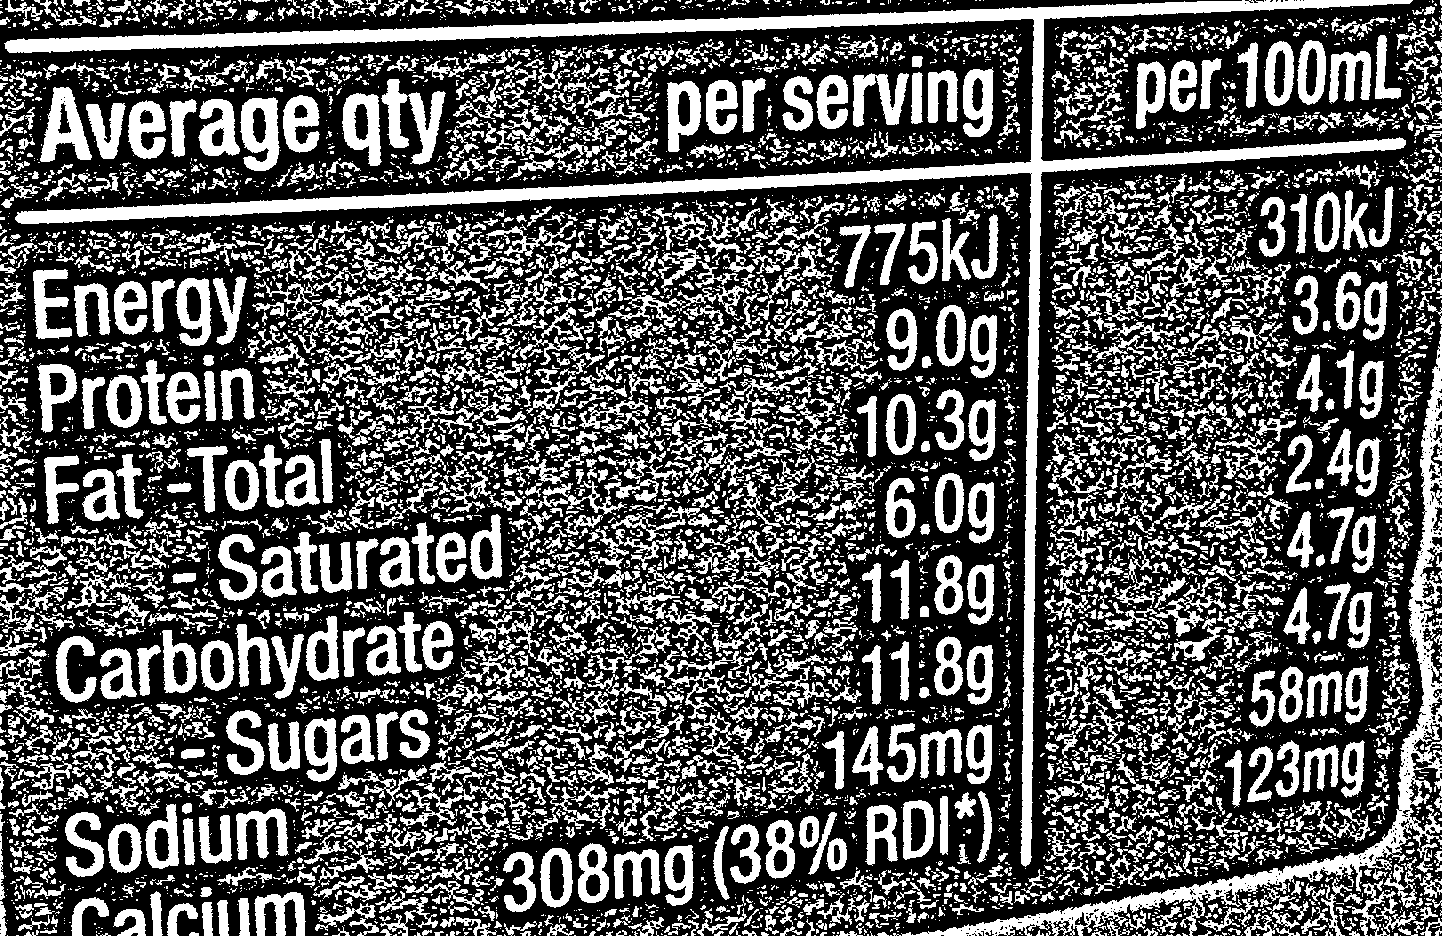 Average qty per serving per 100mL
Energy 775kJ 310kJ
Protein 9.0g 3.6g
Fat -Total 10.3g 4.1g
- Saturated 6.0g 2.4g
Carbohydrate 11.8g 4.7g
- Sugars 11.8g 4.7g
Sodium 145mg 58mg
Calcium 308mg (38% RDI*) 123mg